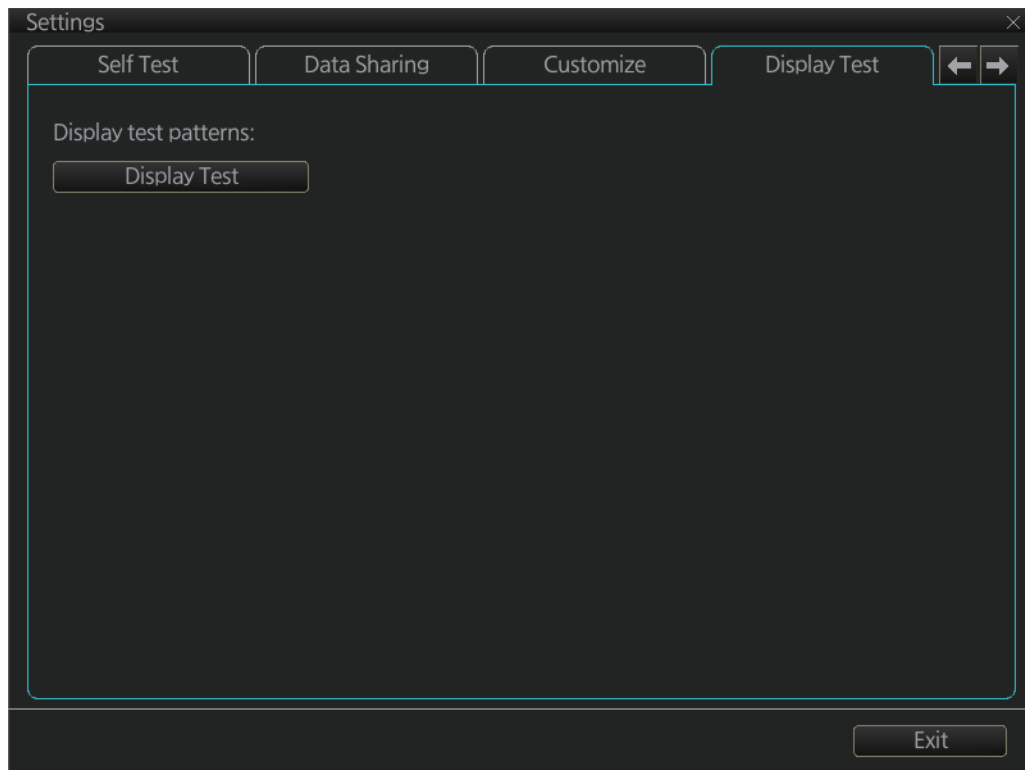 Settings
Self Test Data Sharing Customize Display Test
Display test patterns:
Display Test
Exit